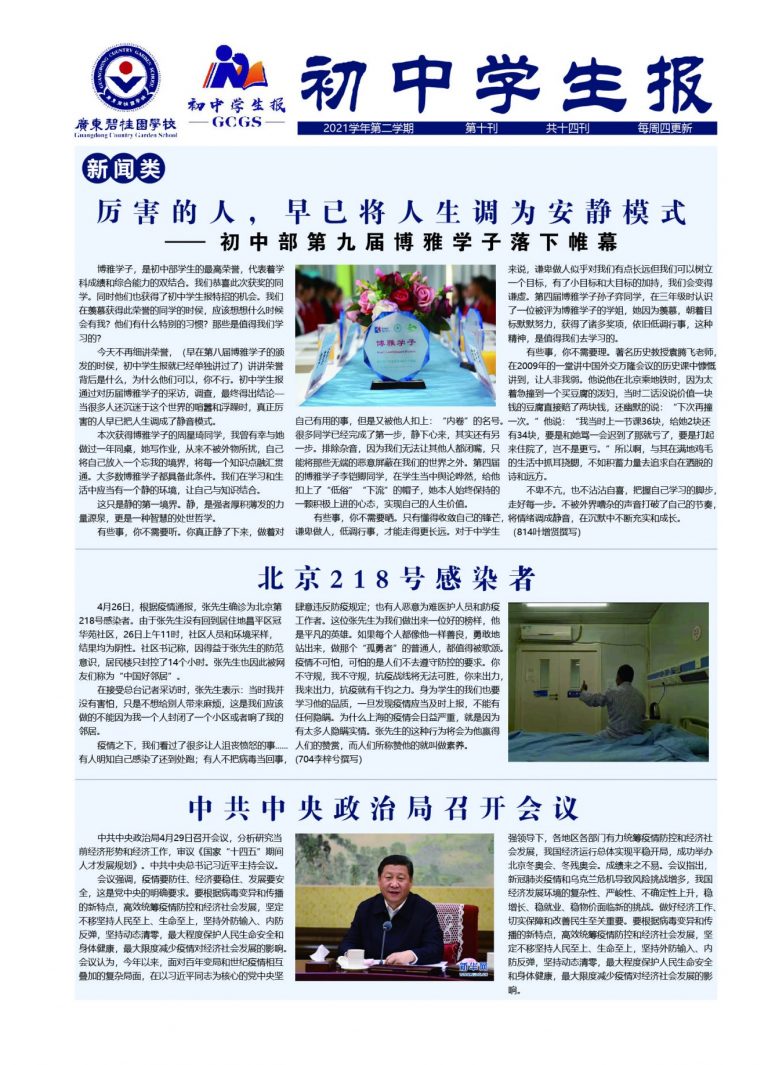 廣東碧桂園學校
Guangdong Country Garden School
初中学生报
GCGS
初中学生报
2021学年第二学期 第十刊 共十四刊 每周四更新
新闻类
厉害的人，早已将人生调为安静模式
—— 初中部第九届博雅学子落下帷幕
博雅学子，是初中部学生的最高荣誉，代表着学
科成绩和综合能力的双结合。我们恭喜此次获奖的同
学。同时他们也获得了初中学生报特招的机会。我们
在羡慕获得此荣誉的同学的时侯，应该想想什么时候
会有我？他们有什么特别的习惯？那些是值得我们学
习的？
今天不再细讲荣誉，（早在第八届博雅学子的颁
发的时候，初中学生报就已经单独讲过了）讲讲荣誉
背后是什么，为什么他们可以，你不行。初中学生报
通过对历届博雅学子的采访，调查，最终得出结论—
当很多人还沉迷于这个世界的喧嚣和浮躁时，真正厉
害的人早已把人生调成了静音模式。
本次获得博雅学子的周星琦同学，我曾有幸与她
做过一年同桌，她写作业，从来不被外物所扰，自己
将自己放入一个忘我的境界，将每一个知识点融汇贯
通。大多数博雅学子都具备此条件。我们在学习和生
活中应当有一个静的环境，让自己与知识结合。
这只是静的第一境界。静，是强者厚积薄发的力
量源泉，更是一种智慧的处世哲学。
有些事，你不需要听。你真正静了下来，做着对
博雅学子
自己有用的事，但是又被他人扣上：“内卷”的名号。
很多同学已经完成了第一步，静下心来，其实还有另
一步。排除杂音，因为我们无法让其他人都闭嘴，只
能将那些无端的恶意屏蔽在我们的世界之外。第四届
的博雅学子李铠卿同学，在学生当中舆论哗然，给他
扣上了“低俗”“下流”的帽子，她本人始终保持的
一颗积极上进的心态，实现自己的人生价值。
有些事，你不需要晒。只有懂得收敛自己的锋芒，
谦卑做人，低调行事，才能走得更长远。对于中学生
来说，谦卑做人似乎对我们有点长远但我们可以树立
一个目标，有了小目标和大目标的加持，我们会变得
谦虚。第四届博雅学子孙子弈同学，在三年级时认识
了一位被评为博雅学子的学姐，她因为羡慕，朝着目
标默默努力，获得了诸多奖项，依旧低调行事，这种
精神，是值得我们去学习的。
有些事，你不需要理。著名历史教授袁腾飞老师，
在2009年的一堂讲中国外交万隆会议的历史课中慷慨
讲到，让人非我弱。他说他在北京乘地铁时，因为太
着急撞到一个买豆腐的泼妇，当时二话没说价值一块
钱的豆腐直接赔了两块钱，还幽默的说：“下次再撞
一次。”他说：“我当时上一节课36块，给她2块还
有34块，要是和她骂一会迟到了那就亏了，要是打起
来住院了，岂不是更亏。”所以啊，与其在满地鸡毛
的生活中抓耳挠腮，不如积蓄力量去追求自在洒脱的
诗和远方。
不卑不亢，也不沾沾自喜，把握自己学习的脚步，
走好每一步。不被外界嘈杂的声音打破了自己的节奏，
将情绪调成静音，在沉默中不断充实和成长。
（814叶增贤撰写）
北京218号感染者
4月26日，根据疫情通报，张先生确诊为北京第
218号感染者。由于张先生没有回到居住地昌平区冠
华苑社区，26日上午11时，社区人员和环境采样，
结果均为阴性。社区书记称，因得益于张先生的防范
意识，居民楼只封控了14个小时。张先生也因此被网
友们称为“中国好邻居”。
在接受总台记者采访时，张先生表示：当时我并
没有害怕，只是不想给别人带来麻烦，这是我们应该
做的不能因为我一个人封闭了一个小区或者响了我的
邻居。
疫情之下，我们看过了很多让人沮丧愤怒的事......
有人明知自己感染了还到处跑；有人不把病毒当回事，
肆意违反防疫规定；也有人恶意为难医护人员和防疫
工作者。这位张先生为我们做出来一位好的榜样，他
是平凡的英雄。如果每个人都像他一样善良，勇敢地
站出来，做那个“孤勇者”的普通人，都值得被歌颂。
疫情不可怕，可怕的是人们不去遵守防控的要求。你
不守规，我不守规，抗疫战线将无法可胜，你来出力，
我来出力，抗疫就有千钧之力。身为学生的我们也要
学习他的品质，一旦发现疫情应当及时上报，不能有
任何隐瞒。为什么上海的疫情会日益严重，就是因为
有太多人隐瞒实情。张先生的这种行为将会为他赢得
人们的赞赏，而人们所称赞他的就叫做素养。
(704李梓兮撰写)
中共中央政治局召开会议
中共中央政治局4月29日召开会议，分析研究当
前经济形势和经济工作，审议《国家“十四五”期间
人才发展规划》。中共中央总书记习近平主持会议。
会议强调，疫情要防住、经济要稳住、发展要安
全，这是党中央的明确要求。要根据病毒变异和传播
的新特点，高效统筹疫情防控和经济社会发展，坚定
不移坚持人民至上、生命至上，坚持外防输入、内防
反弹，坚持动态清零，最大程度保护人民生命安全和
身体健康，最大限度减少疫情对经济社会发展的影响。
会议认为，今年以来，面对百年变局和世纪疫情相互
叠加的复杂局面，在以习近平同志为核心的党中央坚
新华网
强领导下，各地区各部门有力统筹疫情防控和经济社
会发展，我国经济运行总体实现平稳开局，成功举办
北京冬奥会、冬残奥会。成绩来之不易。会议指出，
新冠肺炎疫情和乌克兰危机导致风险挑战增多，我国
经济发展环境的复杂性、严峻性、不确定性上升，稳
增长、稳就业、稳物价面临新的挑战。做好经济工作、
切实保障和改善民生至关重要。要根据病毒变异和传
播的新特点，高效统筹疫情防控和经济社会发展，坚
定不移坚持人民至上、生命至上，坚持外防输入、内
防反弹，坚持动态清零，最大程度保护人民生命安全
和身体健康，最大限度减少疫情对经济社会发展的影
响。